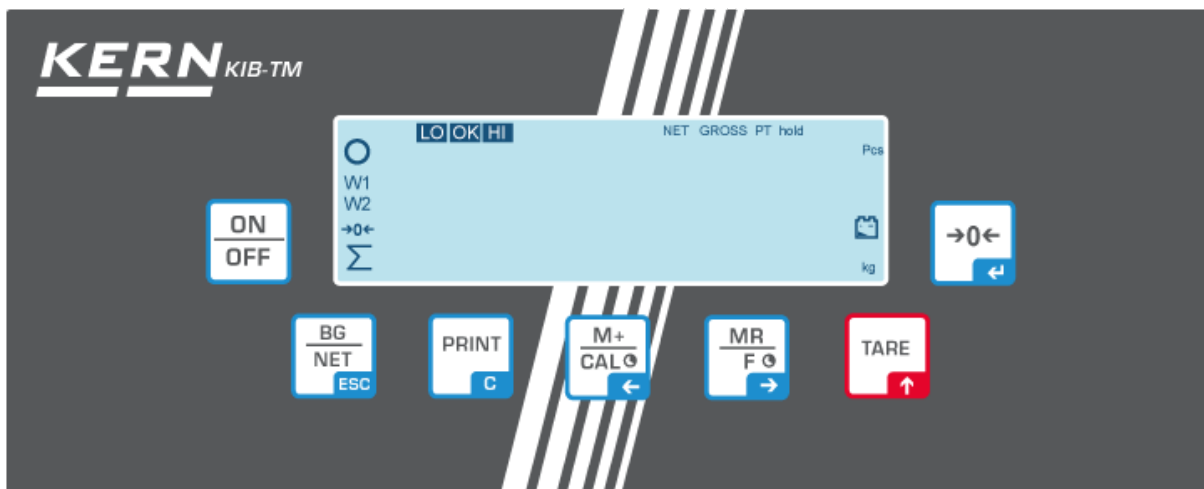 KERN KIB-TM
LO OK HI
NET GROSS PT hold
Pcs
W1
W2
→0←
Σ
kg
ON
OFF
→0←
BG
NET
ESC
PRINT
C
M+
CAL
MR
F
TARE